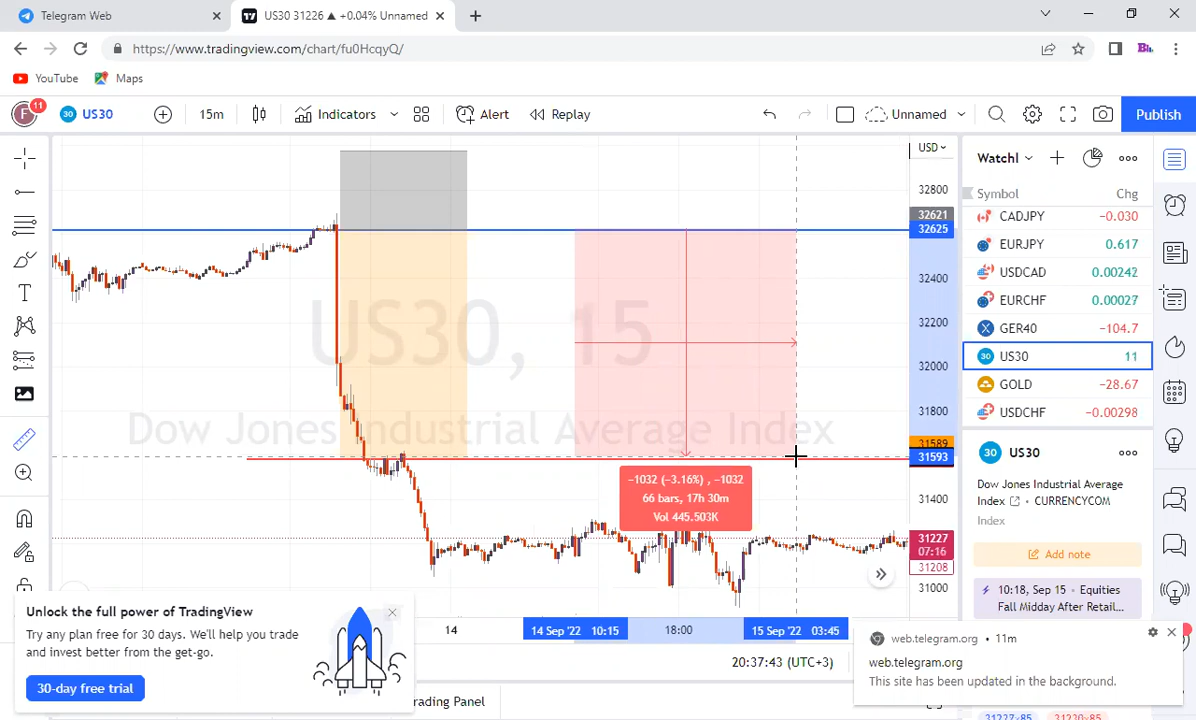 Telegram Web
US30 31226 ▲ +0.04% Unnamed
https://www.tradingview.com/chart/fu0HcqyQ/
YouTube
Maps
F
11
30
US30
15m
Indicators
Alert
Replay
Unnamed
Publish
USD
32800
32621
32625
32400
32200
32000
31800
31589
31593
31400
31227
07:16
31208
31000
US30, 15
Dow Jones Industrial Average Index
−1032 (−3.16%) , −1032
66 bars, 17h 30m
Vol 445.503K
14
14 Sep '22 10:15
18:00
15 Sep '22 03:45
20:37:43 (UTC+3)
rading Panel
Watchl
Symbol Chg
CADJPY −0.030
EURJPY 0.617
USDCAD 0.00242
EURCHF 0.00027
GER40 −104.7
30 US30 11
GOLD −28.67
USDCHF −0.00298
30 US30
Dow Jones Industrial Average
Index • CURRENCYCOM
Index
Add note
10:18, Sep 15 • Equities
Fall Midday After Retail...
Unlock the full power of TradingView
Try any plan free for 30 days. We'll help you trade
and invest better from the get-go.
30-day free trial
web.telegram.org • 11m
web.telegram.org
This site has been updated in the background.